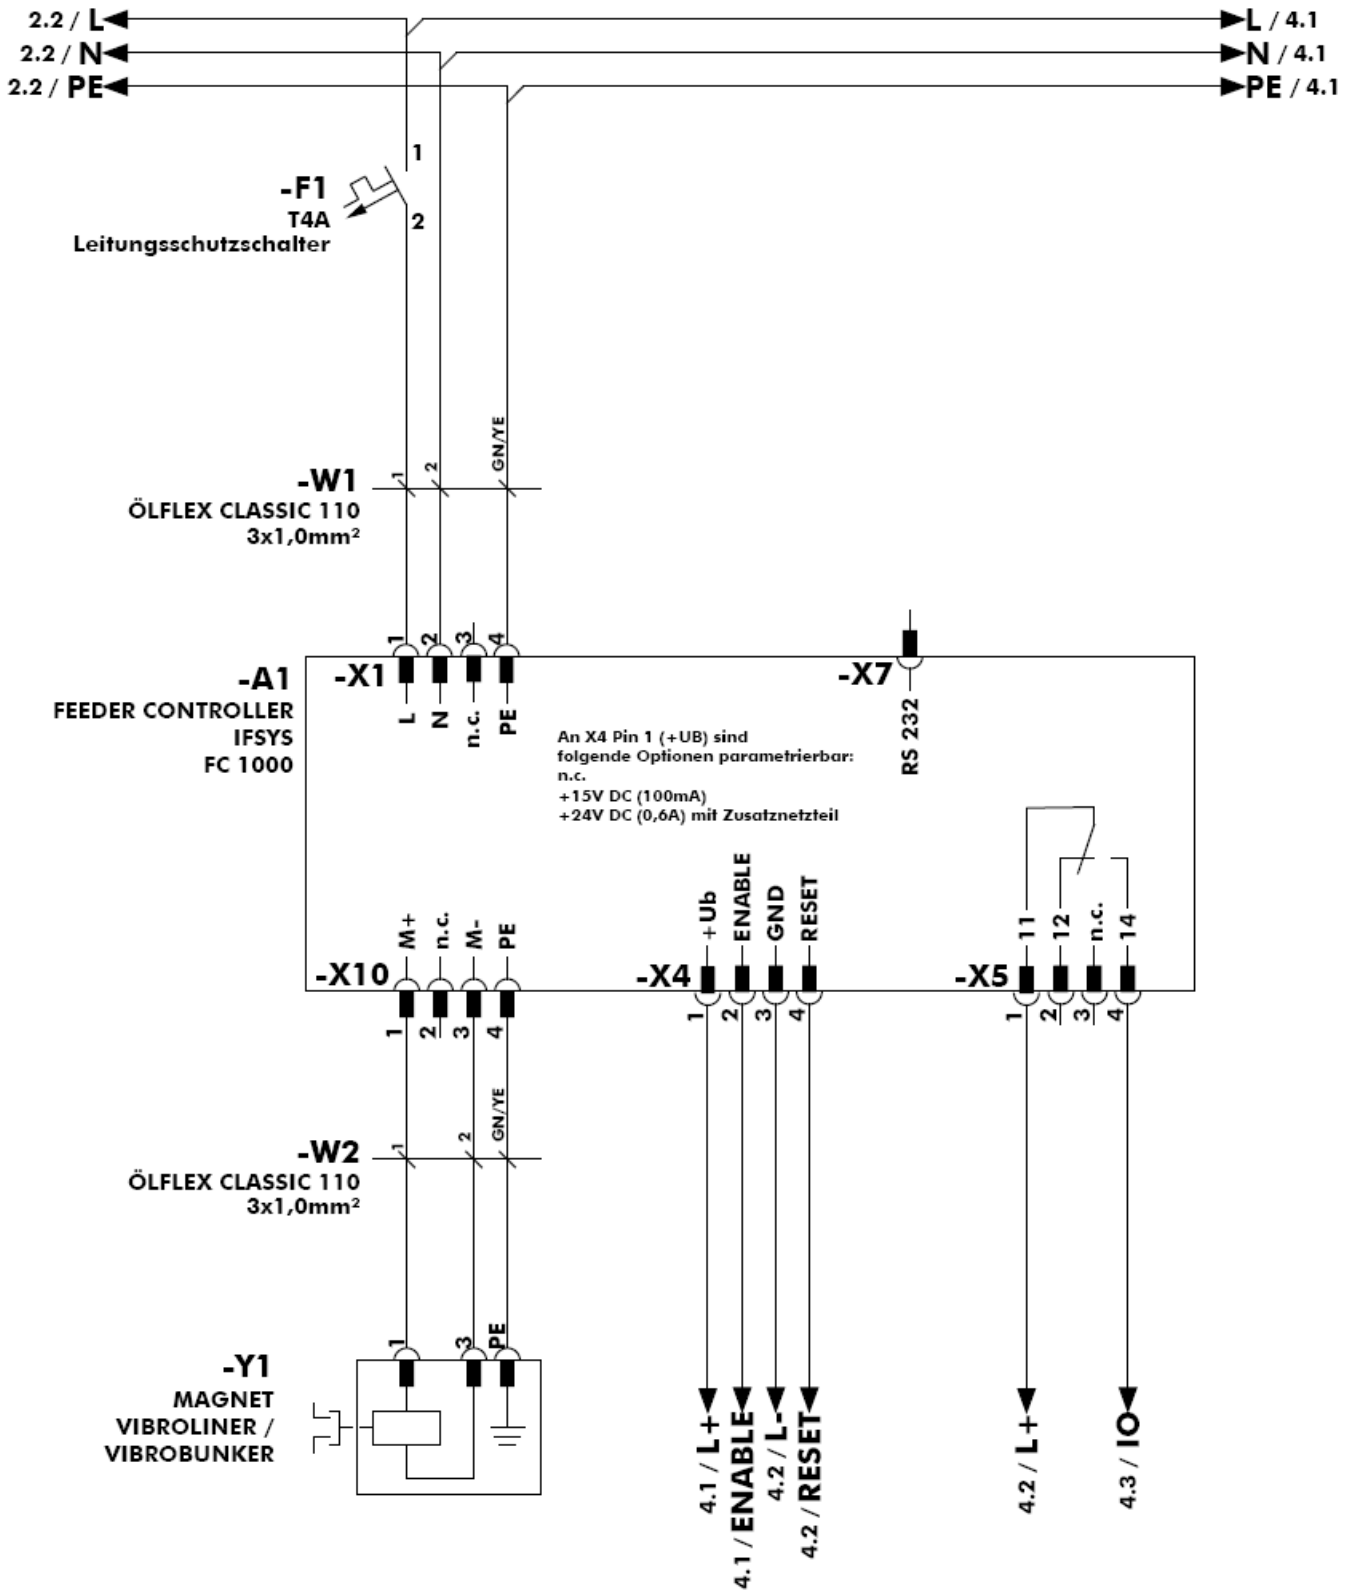 2.2 / L
L / 4.1
2.2 / N
N / 4.1
2.2 / PE
PE / 4.1
1
-F1
T4A
2
Leitungsschutzschalter
GN/YE
1
2
-W1
ÖLFLEX CLASSIC 110
3x1,0mm²
1
2
3
4
-X1
-X7
-A1
FEEDER CONTROLLER
IFSYS
FC 1000
L
N
n.c.
PE
RS 232
An X4 Pin 1 (+UB) sind
folgende Optionen parametrierbar:
n.c.
+15V DC (100mA)
+24V DC (0,6A) mit Zusatznetzteil
M+
n.c.
M-
PE
+Ub
ENABLE
GND
RESET
11
12
n.c.
14
-X10
-X4
-X5
1
2
3
4
1
2
3
4
1
2
3
4
1
2
GN/YE
-W2
ÖLFLEX CLASSIC 110
3x1,0mm²
1
3
PE
-Y1
MAGNET
VIBROLINER /
VIBROBUNKER
4.1 / L+
4.1 / ENABLE
4.2 / L-
4.2 / RESET
4.2 / L+
4.3 / IO